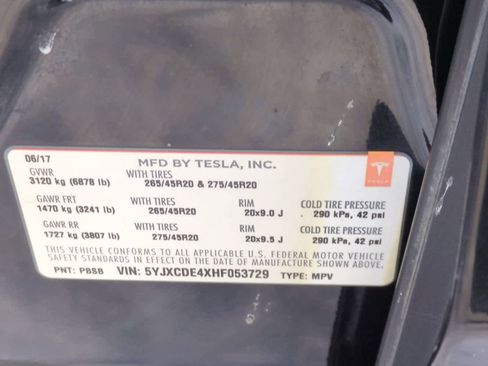 06/17 MFD BY TESLA, INC.
GVWR WITH TIRES
3120 kg (6878 lb) 265/45R20 & 275/45R20
TESLA
GAWR FRT WITH TIRES RIM COLD TIRE PRESSURE
1470 kg (3241 lb) 265/45R20 20x9.0 J 290 kPa, 42 psi
GAWR RR WITH TIRES RIM COLD TIRE PRESSURE
1727 kg (3807 lb) 275/45R20 20x9.5 J 290 kPa, 42 psi
THIS VEHICLE CONFORMS TO ALL APPLICABLE U.S. FEDERAL MOTOR VEHICLE
SAFETY STANDARDS IN EFFECT ON THE DATE OF MANUFACTURE SHOWN ABOVE.
PNT: PBSB VIN: 5YJXCDE4XHF053729 TYPE: MPV